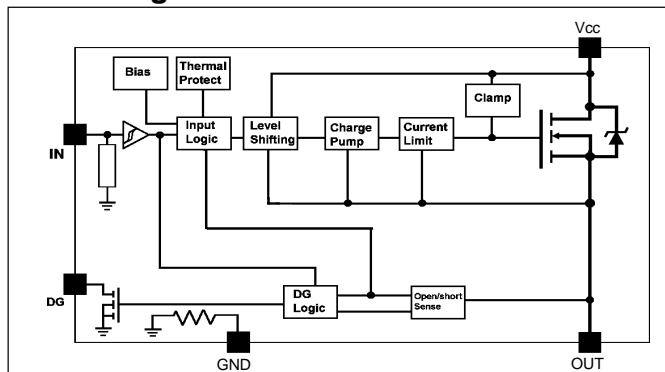 Vcc
Bias
Thermal
Protect
Clamp
IN
Input
Logic
Level
Shifting
Charge
Pump
Current
Limit
DG
DG
Logic
Open/short
Sense
GND
OUT